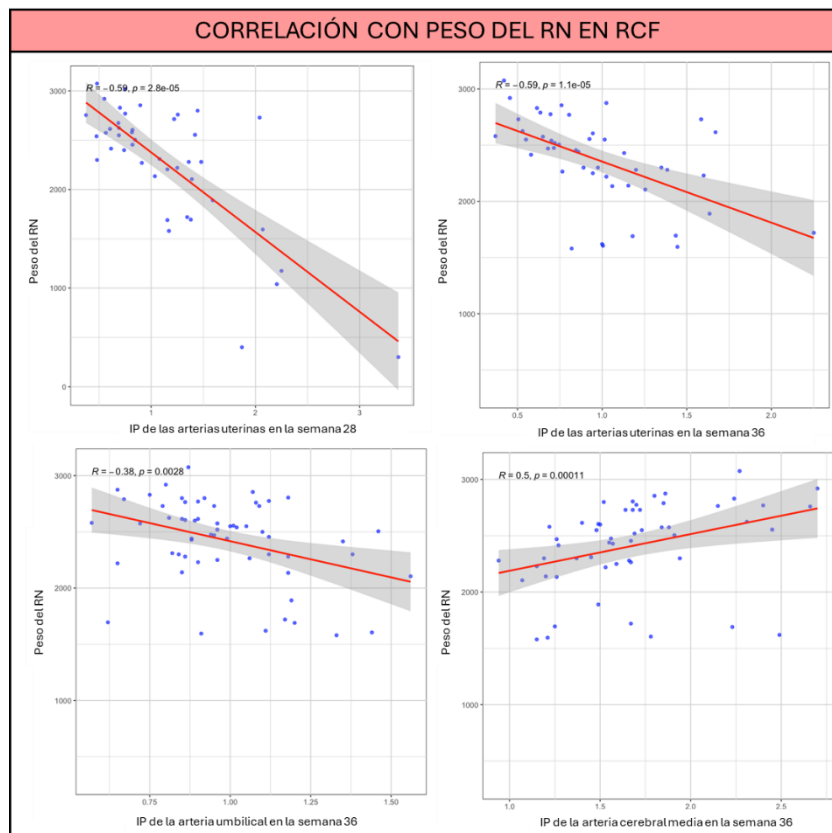 CORRELACIÓN CON PESO DEL RN EN RCF
R = −0.59, p = 2.8e-05
Peso del RN
3000
2000
1000
0
1
2
3
IP de las arterias uterinas en la semana 28
R = −0.59, p = 1.1e-05
Peso del RN
3000
2000
1000
0.5
1.0
1.5
2.0
IP de las arterias uterinas en la semana 36
R = −0.38, p = 0.0028
Peso del RN
3000
2000
1000
0.75
1.00
1.25
1.50
IP de la arteria umbilical en la semana 36
R = 0.5, p = 0.00011
Peso del RN
3000
2000
1000
1.0
1.5
2.0
2.5
IP de la arteria cerebral media en la semana 36